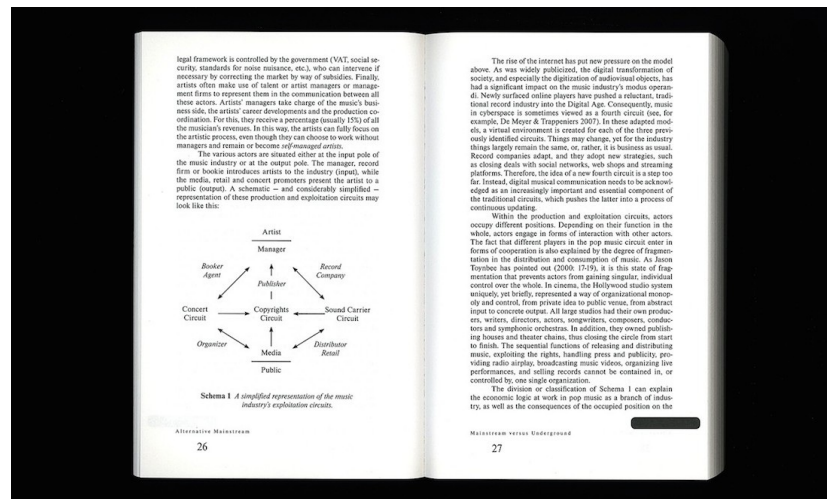 legal framework is controlled by the government (VAT, social se-
curity, standards for noise nuisance, etc.), who can intervene if
necessary by correcting the market by way of subsidies. Finally,
artists often make use of talent or artist managers or manage-
ment firms to represent them in the communication between all
these actors. Artists' managers take charge of the music's busi-
ness side, the artists' career developments and the production co-
ordination. For this, they receive a percentage (usually 15%) of all
the musician's revenues. In this way, the artists can fully focus on
the artistic process, even though they can choose to work without
managers and remain or become self-managed artists.
The various actors are situated either at the input pole of
the music industry or at the output pole. The manager, record
firm or bookie introduces artists to the industry (input), while
the media, retail and concert promoters present the artist to a
public (output). A schematic – and considerably simplified –
representation of these production and exploitation circuits may
look like this:
Artist
Manager
Booker
Agent
Record
Company
Publisher
Concert
Circuit
Copyrights
Circuit
Sound Carrier
Circuit
Organizer
Distributor
Retail
Media
Public
Schema I A simplified representation of the music
industry's exploitation circuits.
Alternative Mainstream
26
The rise of the internet has put new pressure on the model
above. As was widely publicized, the digital transformation of
society, and especially the digitization of audiovisual objects, has
had a significant impact on the music industry's modus operan-
di. Newly surfaced online players have pushed a reluctant, tradi-
tional record industry into the Digital Age. Consequently, music
in cyberspace is sometimes viewed as a fourth circuit (see, for
example, De Meyer & Trappeniers 2007). In these adapted mod-
els, a virtual environment is created for each of the three previ-
ously identified circuits. Things may change, yet for the industry
things largely remain the same, or, rather, it is business as usual.
Record companies adapt, and they adopt new strategies, such
as closing deals with social networks, web shops and streaming
platforms. Therefore, the idea of a new fourth circuit is a step too
far. Instead, digital musical communication needs to be acknowl-
edged as an increasingly important and essential component of
the traditional circuits, which pushes the latter into a process of
continuous updating.
Within the production and exploitation circuits, actors
occupy different positions. Depending on their function in the
whole, actors engage in forms of interaction with other actors.
The fact that different players in the pop music circuit enter in
forms of cooperation is also explained by the degree of fragmen-
tation in the distribution and consumption of music. As Jason
Toynbee has pointed out (2000: 17-19), it is this state of frag-
mentation that prevents actors from gaining singular, individual
control over the whole. In cinema, the Hollywood studio system
uniquely, yet briefly, represented a way of organizational monop-
oly and control, from private idea to public venue, from abstract
input to concrete output. All large studios had their own produc-
ers, writers, directors, actors, songwriters, composers, conduc-
tors and symphonic orchestras. In addition, they owned publish-
ing houses and theater chains, thus closing the circle from start
to finish. The sequential functions of releasing and distributing
music, exploiting the rights, handling press and publicity, pro-
viding radio airplay, broadcasting music videos, organizing live
performances, and selling records cannot be contained in, or
controlled by, one single organization.
The division or classification of Schema I can explain
the economic logic at work in pop music as a branch of indus-
try, as well as the consequences of the occupied position on the
Mainstream versus Underground
27